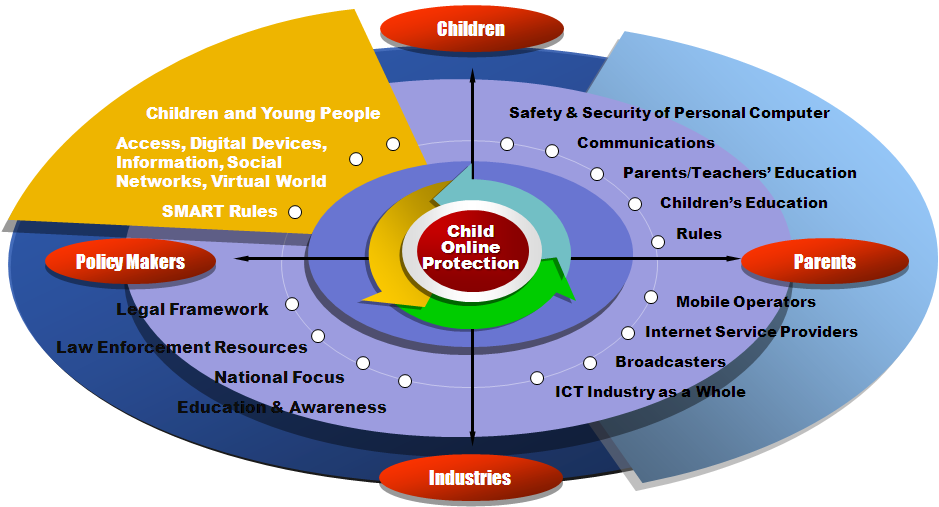 Children
Children and Young People
Access, Digital Devices,
Information, Social
Networks, Virtual World
SMART Rules
Safety & Security of Personal Computer
Communications
Parents/Teachers’ Education
Children’s Education
Rules
Policy Makers
Child
Online
Protection
Parents
Legal Framework
Law Enforcement Resources
National Focus
Education & Awareness
Mobile Operators
Internet Service Providers
Broadcasters
ICT Industry as a Whole
Industries